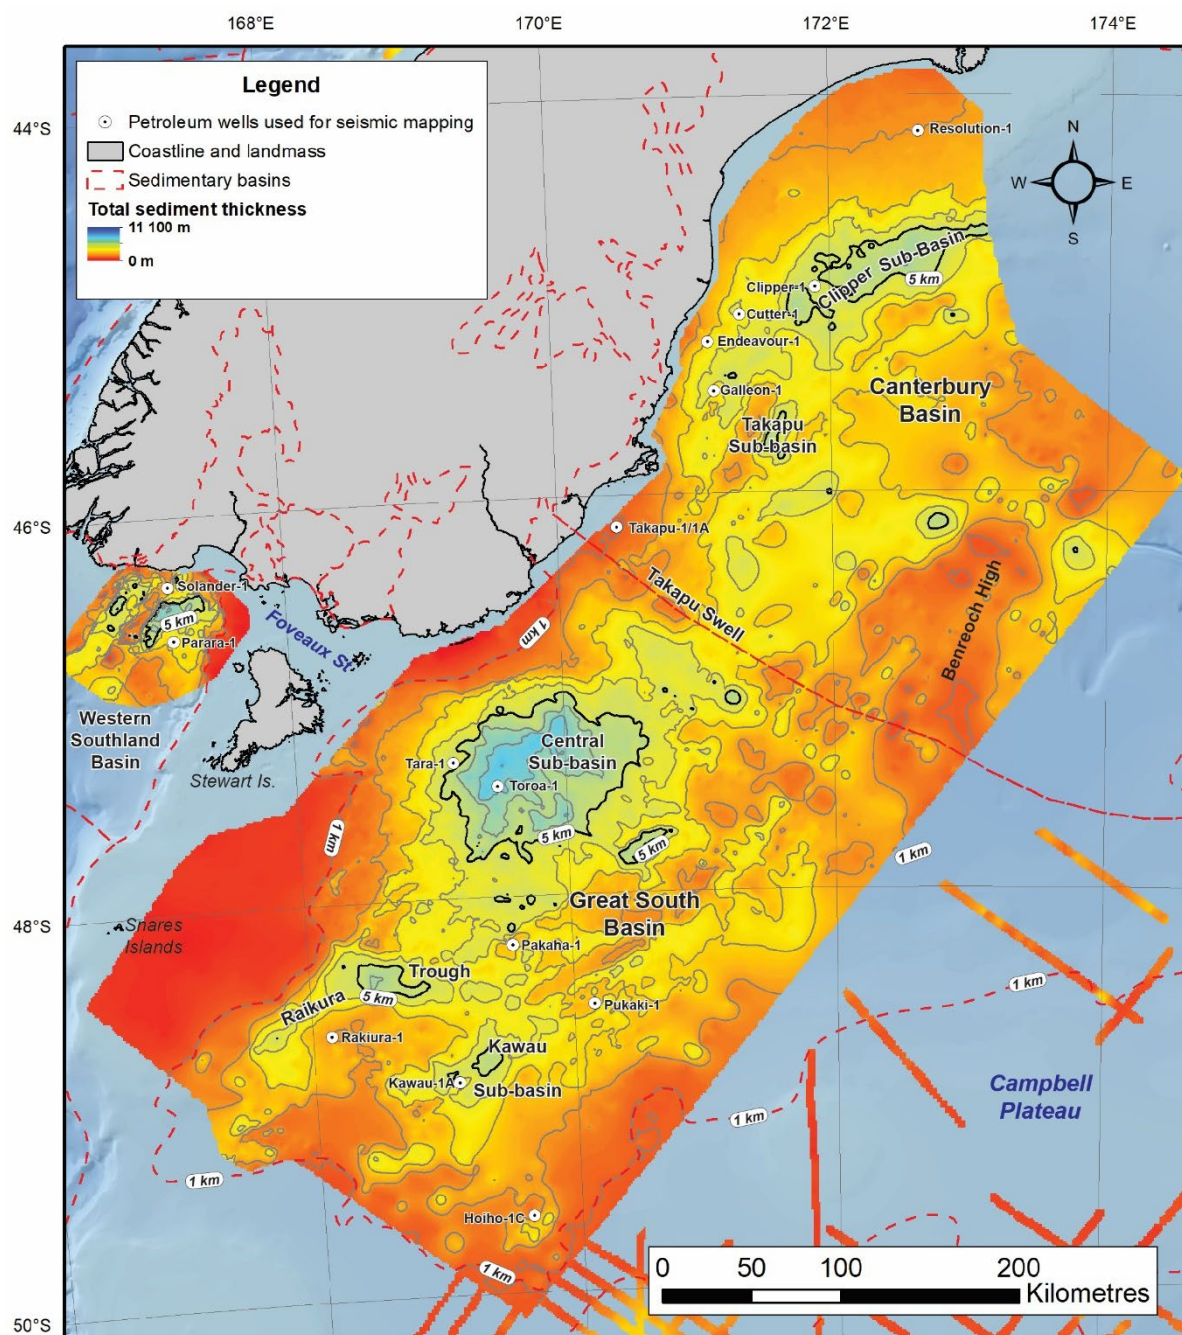 168°E
170°E
172°E
174°E
Legend
Petroleum wells used for seismic mapping
Coastline and landmass
Sedimentary basins
Total sediment thickness
11 100 m
0 m
44°S
Resolution-1
N
W
E
S
Clipper Sub-Basin
5 km
Clipper-1
Cutter-1
Endeavour-1
Canterbury
Basin
Galleon-1
Takapu
Sub-basin
46°S
Takapu-1/1A
Takapu Swell
Benreoch High
Solander-1
5 km
Parara-1
Foveaux St.
1 km
Western
Southland
Basin
Stewart Is.
Central
Sub-basin
Tara-1
Toroa-1
5 km
5 km
1 km
1 km
Great South
Basin
48°S
Snares
Islands
Pakaha-1
Raikura
Trough
5 km
Pukaki-1
1 km
Rakiura-1
Kawau
Sub-basin
Kawau-1A
Campbell
Plateau
1 km
1 km
Hoiho-1C
1 km
0
50
100
200
Kilometres
50°S